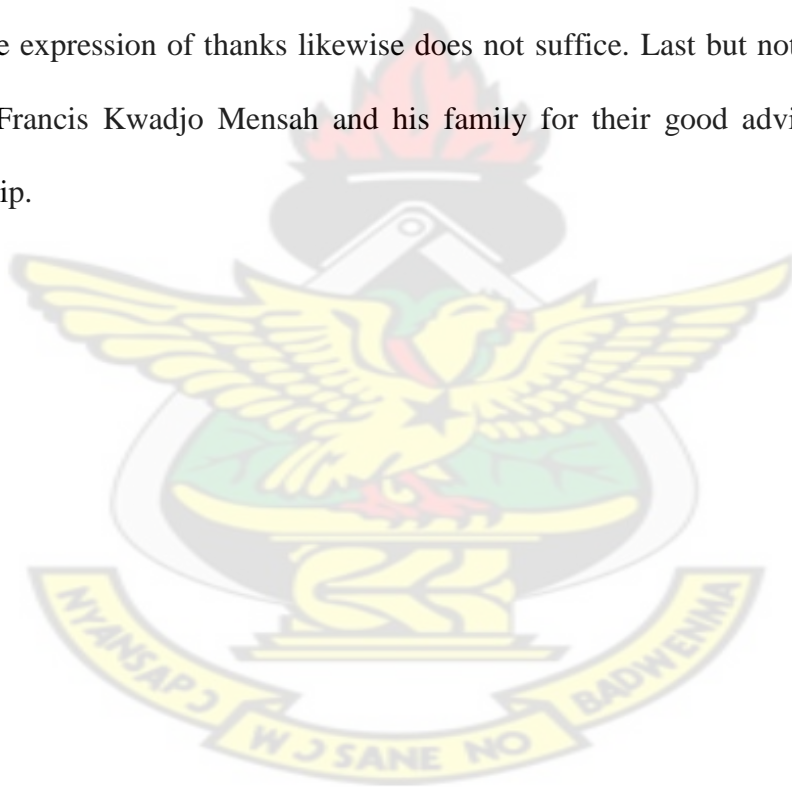 e expression of thanks likewise does not suffice. Last but not
Francis Kwadjo Mensah and his family for their good advi
ip.
NYANSAPƆ
WƆSANE NO
BADWENMA